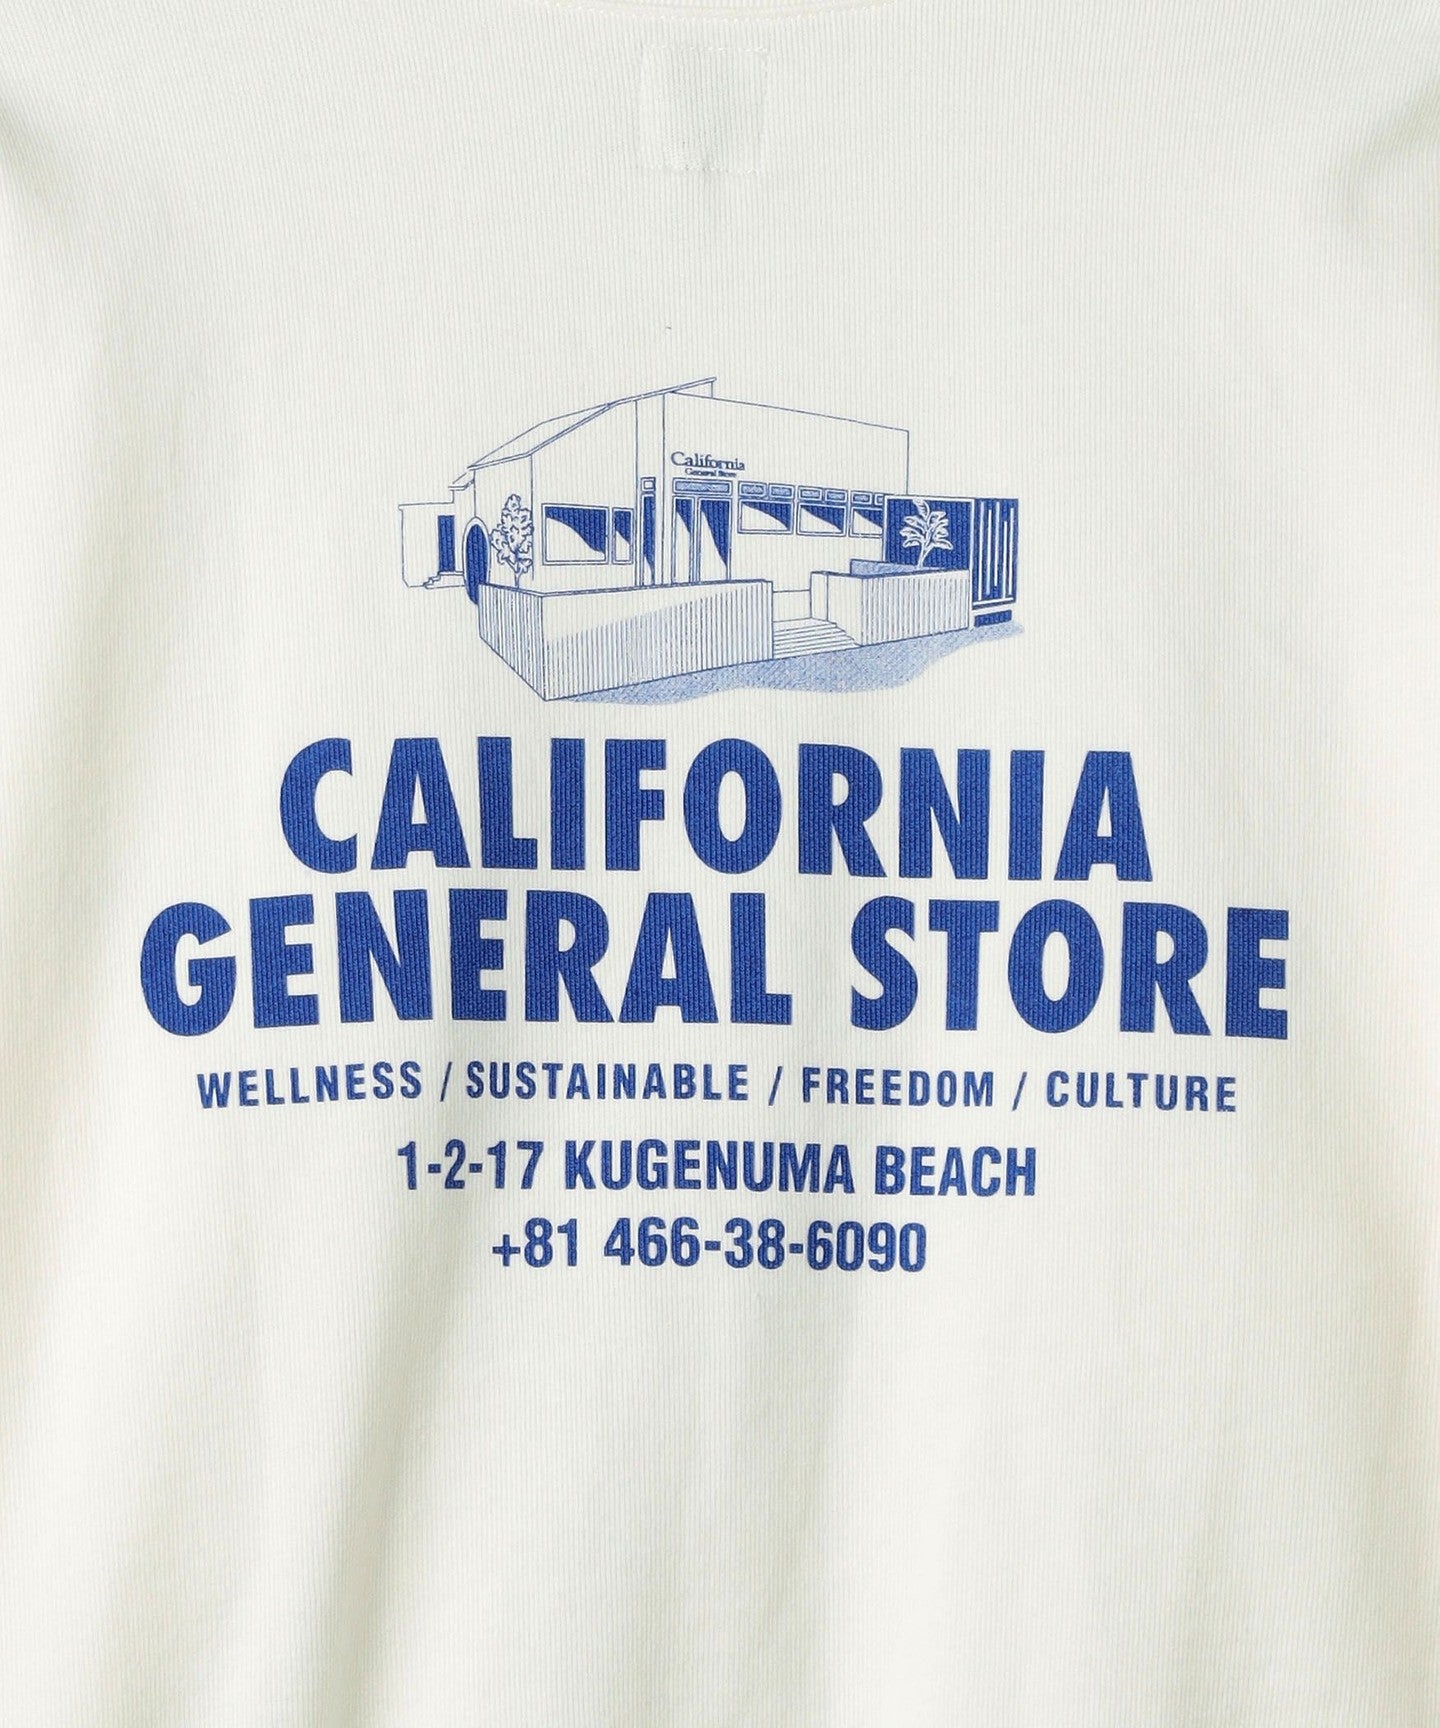 California
General Store
CALIFORNIA
GENERAL STORE
WELLNESS / SUSTAINABLE / FREEDOM / CULTURE
1-2-17 KUGENUMA BEACH
+81 466-38-6090